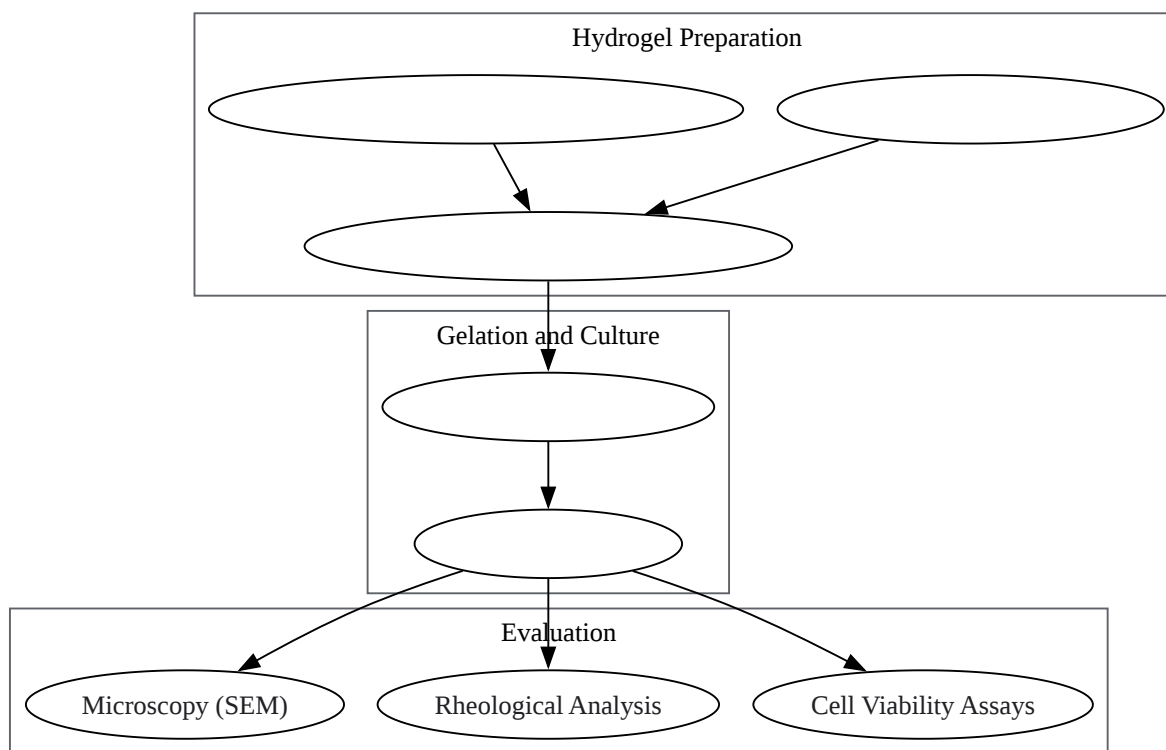 Hydrogel Preparation
Gelation and Culture
Evaluation
Microscopy (SEM)
Rheological Analysis
Cell Viability Assays